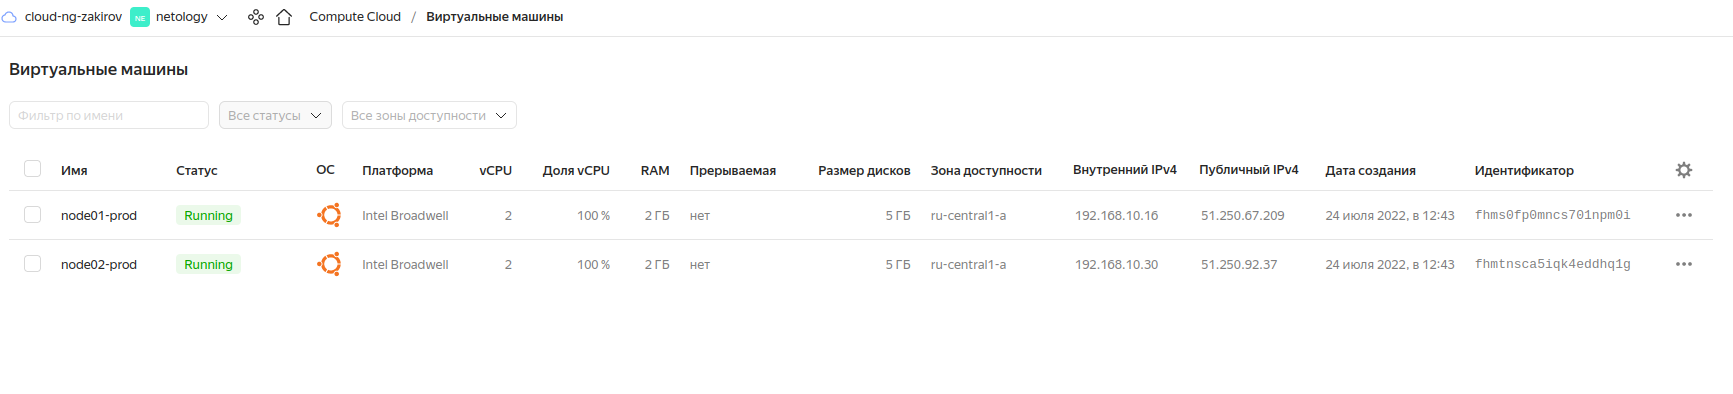 cloud-ng-zakirov NE netology Compute Cloud / Виртуальные машины
Виртуальные машины
Фильтр по имени Все статусы Все зоны доступности
Имя Статус ОС Платформа vCPU Доля vCPU RAM Прерываемая Размер дисков Зона доступности Внутренний IPv4 Публичный IPv4 Дата создания Идентификатор
node01-prod Running Intel Broadwell 2 100 % 2 ГБ нет 5 ГБ ru-central1-a 192.168.10.16 51.250.67.209 24 июля 2022, в 12:43 fhms0fp0mncs701npm0i
node02-prod Running Intel Broadwell 2 100 % 2 ГБ нет 5 ГБ ru-central1-a 192.168.10.30 51.250.92.37 24 июля 2022, в 12:43 fhmtnsca5iqk4eddhq1g